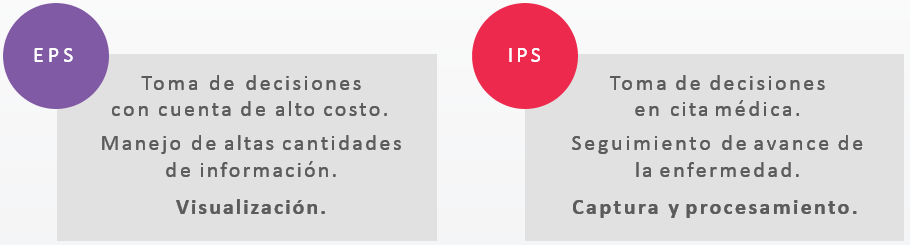 EPS
Toma de decisiones
con cuenta de alto costo.
Manejo de altas cantidades
de información.
Visualización.
IPS
Toma de decisiones
en cita médica.
Seguimiento de avance de
la enfermedad.
Captura y procesamiento.